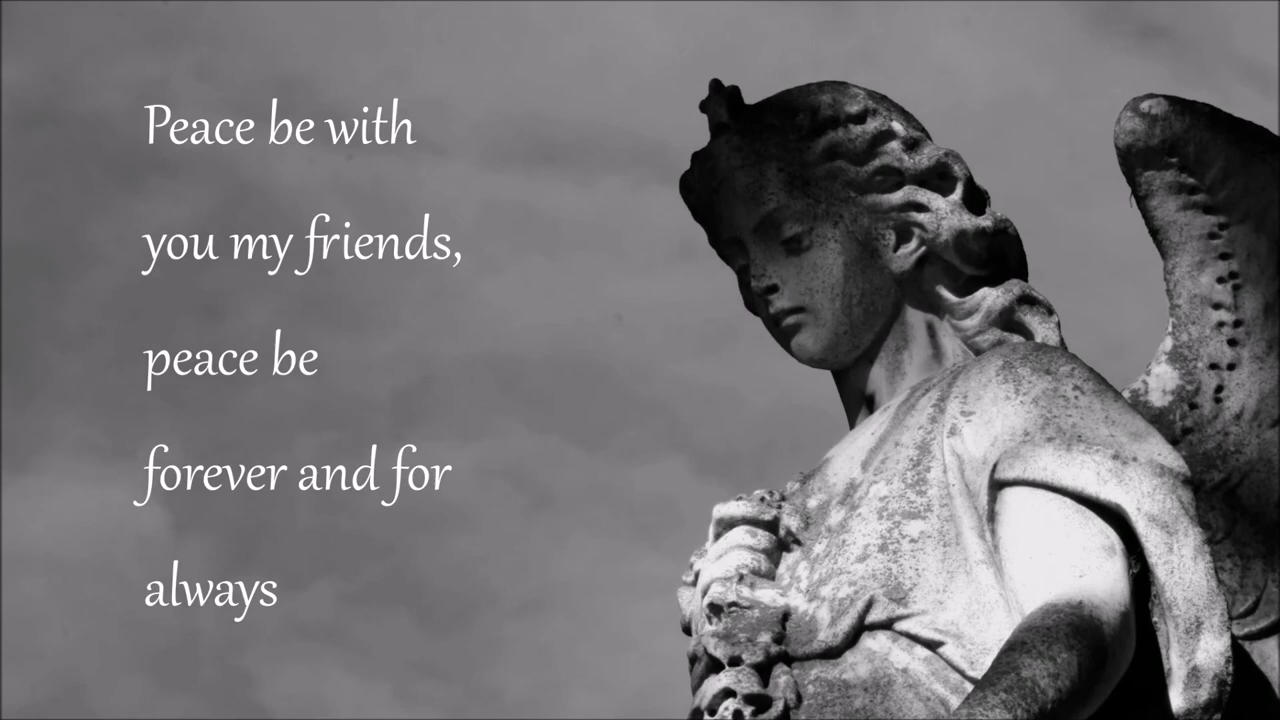 Peace be with
you my friends,
peace be
forever and for
always